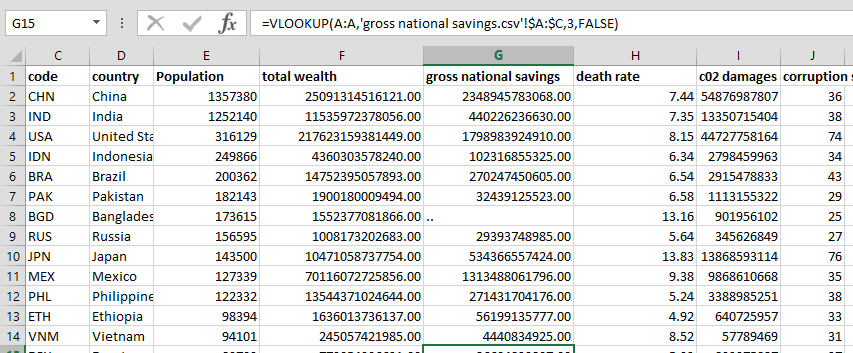 G15 fx =VLOOKUP(A:A,'gross national savings.csv'!$A:$C,3,FALSE)
C D E F G H I J
1 code country Population total wealth gross national savings death rate c02 damages corruption s
2 CHN China 1357380 25091314516121.00 2348945783068.00 7.44 54876987807 36
3 IND India 1252140 11535972378056.00 440226236630.00 7.35 13350715404 38
4 USA United Sta 316129 217623159381449.00 1798983924910.00 8.15 44727758164 74
5 IDN Indonesia 249866 4360303578240.00 102316855325.00 6.34 2798459963 34
6 BRA Brazil 200362 14752395057893.00 270247450605.00 6.54 2915478833 43
7 PAK Pakistan 182143 1900180009494.00 32439125523.00 6.58 1113155322 29
8 BGD Banglades 173615 1552377081866.00 .. 13.16 901956102 25
9 RUS Russia 156595 1008173202683.00 29393748985.00 5.64 345626849 27
10 JPN Japan 143500 10471058737754.00 534366557424.00 13.83 13868593114 76
11 MEX Mexico 127339 70116072725856.00 1313488061796.00 9.38 9868610668 35
12 PHL Philippine 122332 13544371024644.00 271431704176.00 5.24 3388985251 38
13 ETH Ethiopia 98394 1636013736137.00 56199135777.00 4.92 640725957 33
14 VNM Vietnam 94101 245057421985.00 4440834925.00 8.52 57789469 31